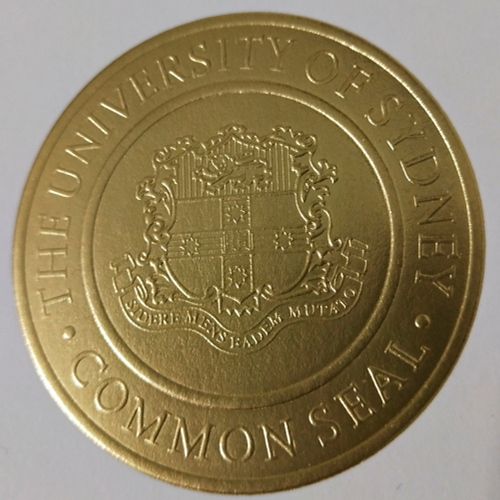 THE UNIVERSITY OF SYDNEY
SIDERE MENS EADEM MUTATO
• COMMON SEAL •